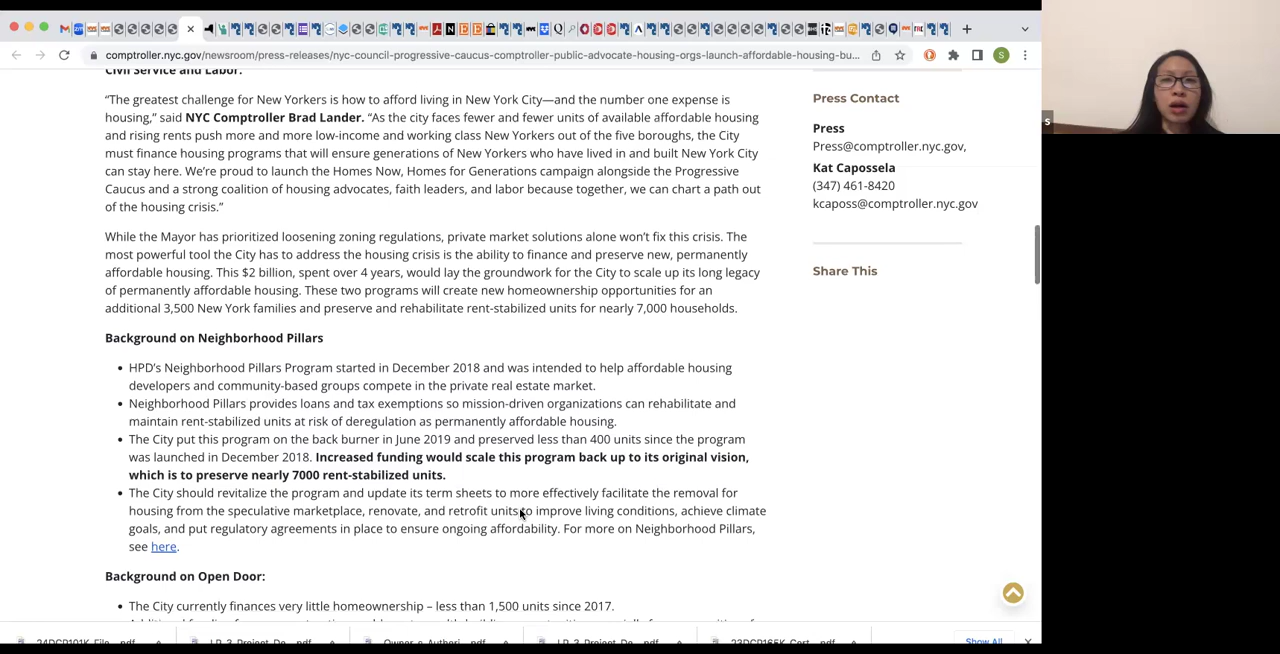 comptroller.nyc.gov/newsroom/press-releases/nyc-council-progressive-caucus-comptroller-public-advocate-housing-orgs-launch-affordable-housing-bu...
S
Civil Service and Labor:
“The greatest challenge for New Yorkers is how to afford living in New York City—and the number one expense is
housing,” said NYC Comptroller Brad Lander. “As the city faces fewer and fewer units of available affordable housing
and rising rents push more and more low-income and working class New Yorkers out of the five boroughs, the City
must finance housing programs that will ensure generations of New Yorkers who have lived in and built New York City
can stay here. We’re proud to launch the Homes Now, Homes for Generations campaign alongside the Progressive
Caucus and a strong coalition of housing advocates, faith leaders, and labor because together, we can chart a path out
of the housing crisis.”
While the Mayor has prioritized loosening zoning regulations, private market solutions alone won’t fix this crisis. The
most powerful tool the City has to address the housing crisis is the ability to finance and preserve new, permanently
affordable housing. This $2 billion, spent over 4 years, would lay the groundwork for the City to scale up its long legacy
of permanently affordable housing. These two programs will create new homeownership opportunities for an
additional 3,500 New York families and preserve and rehabilitate rent-stabilized units for nearly 7,000 households.
Background on Neighborhood Pillars
• HPD’s Neighborhood Pillars Program started in December 2018 and was intended to help affordable housing
developers and community-based groups compete in the private real estate market.
• Neighborhood Pillars provides loans and tax exemptions so mission-driven organizations can rehabilitate and
maintain rent-stabilized units at risk of deregulation as permanently affordable housing.
• The City put this program on the back burner in June 2019 and preserved less than 400 units since the program
was launched in December 2018. Increased funding would scale this program back up to its original vision,
which is to preserve nearly 7000 rent-stabilized units.
• The City should revitalize the program and update its term sheets to more effectively facilitate the removal for
housing from the speculative marketplace, renovate, and retrofit units to improve living conditions, achieve climate
goals, and put regulatory agreements in place to ensure ongoing affordability. For more on Neighborhood Pillars,
see here.
Background on Open Door:
• The City currently finances very little homeownership – less than 1,500 units since 2017.
Press Contact
Press
Press@comptroller.nyc.gov,
Kat Capossela
(347) 461-8420
kcaposs@comptroller.nyc.gov
Share This
S
Show All